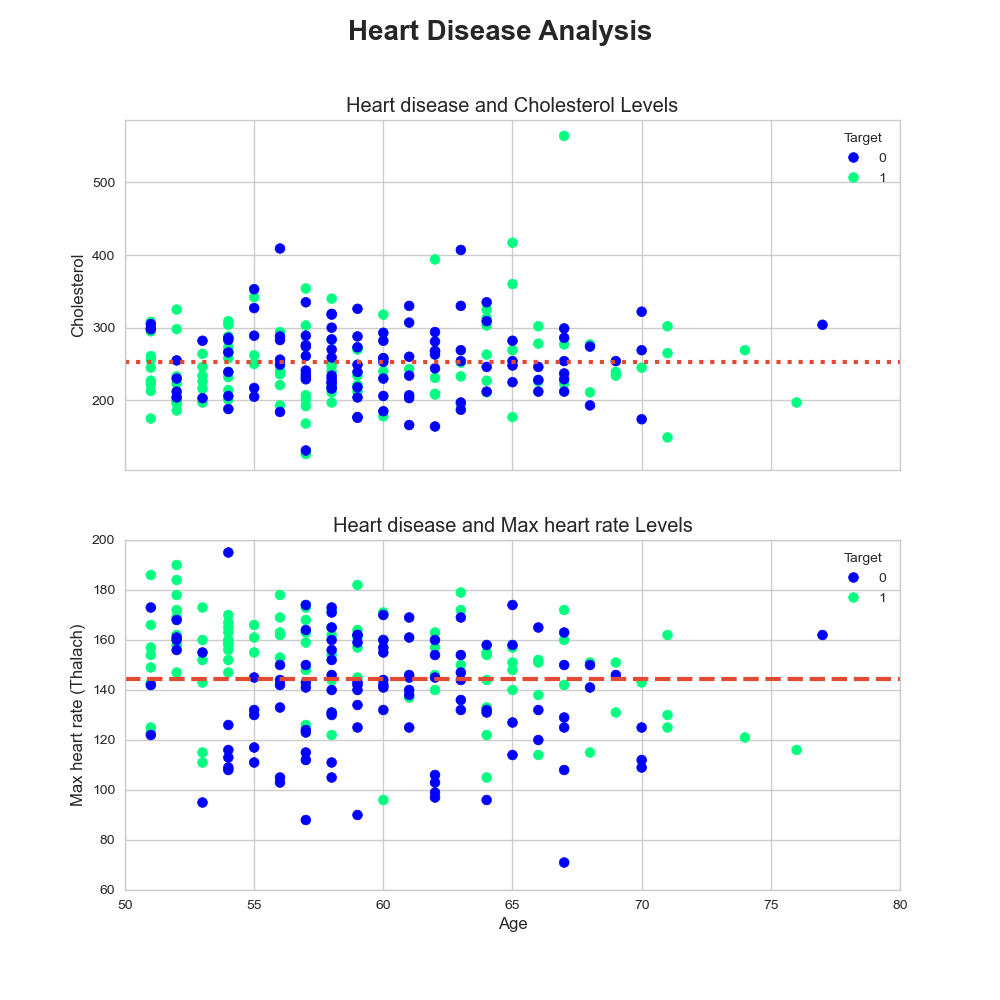 Heart Disease Analysis
Heart disease and Cholesterol Levels
Target
0
1
500
400
300
200
Cholesterol
Heart disease and Max heart rate Levels
Target
0
1
200
180
160
140
120
100
80
60
Max heart rate (Thalach)
50 55 60 65 70 75 80
Age